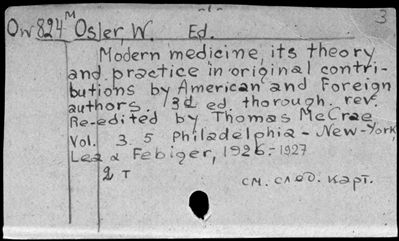 -1-
3
Ow 824 M Osler, W. Ed.
Modern medicine, its theory
and practice in original contri-
butions by American and Foreign
authors. 3d ed. thorough. rev.
Re-edited by Thomas McCrae
Vol. 3. 5 Philadelphia - New-York,
Lea & Febiger, 1926.-1927
2 т см. след. карт.